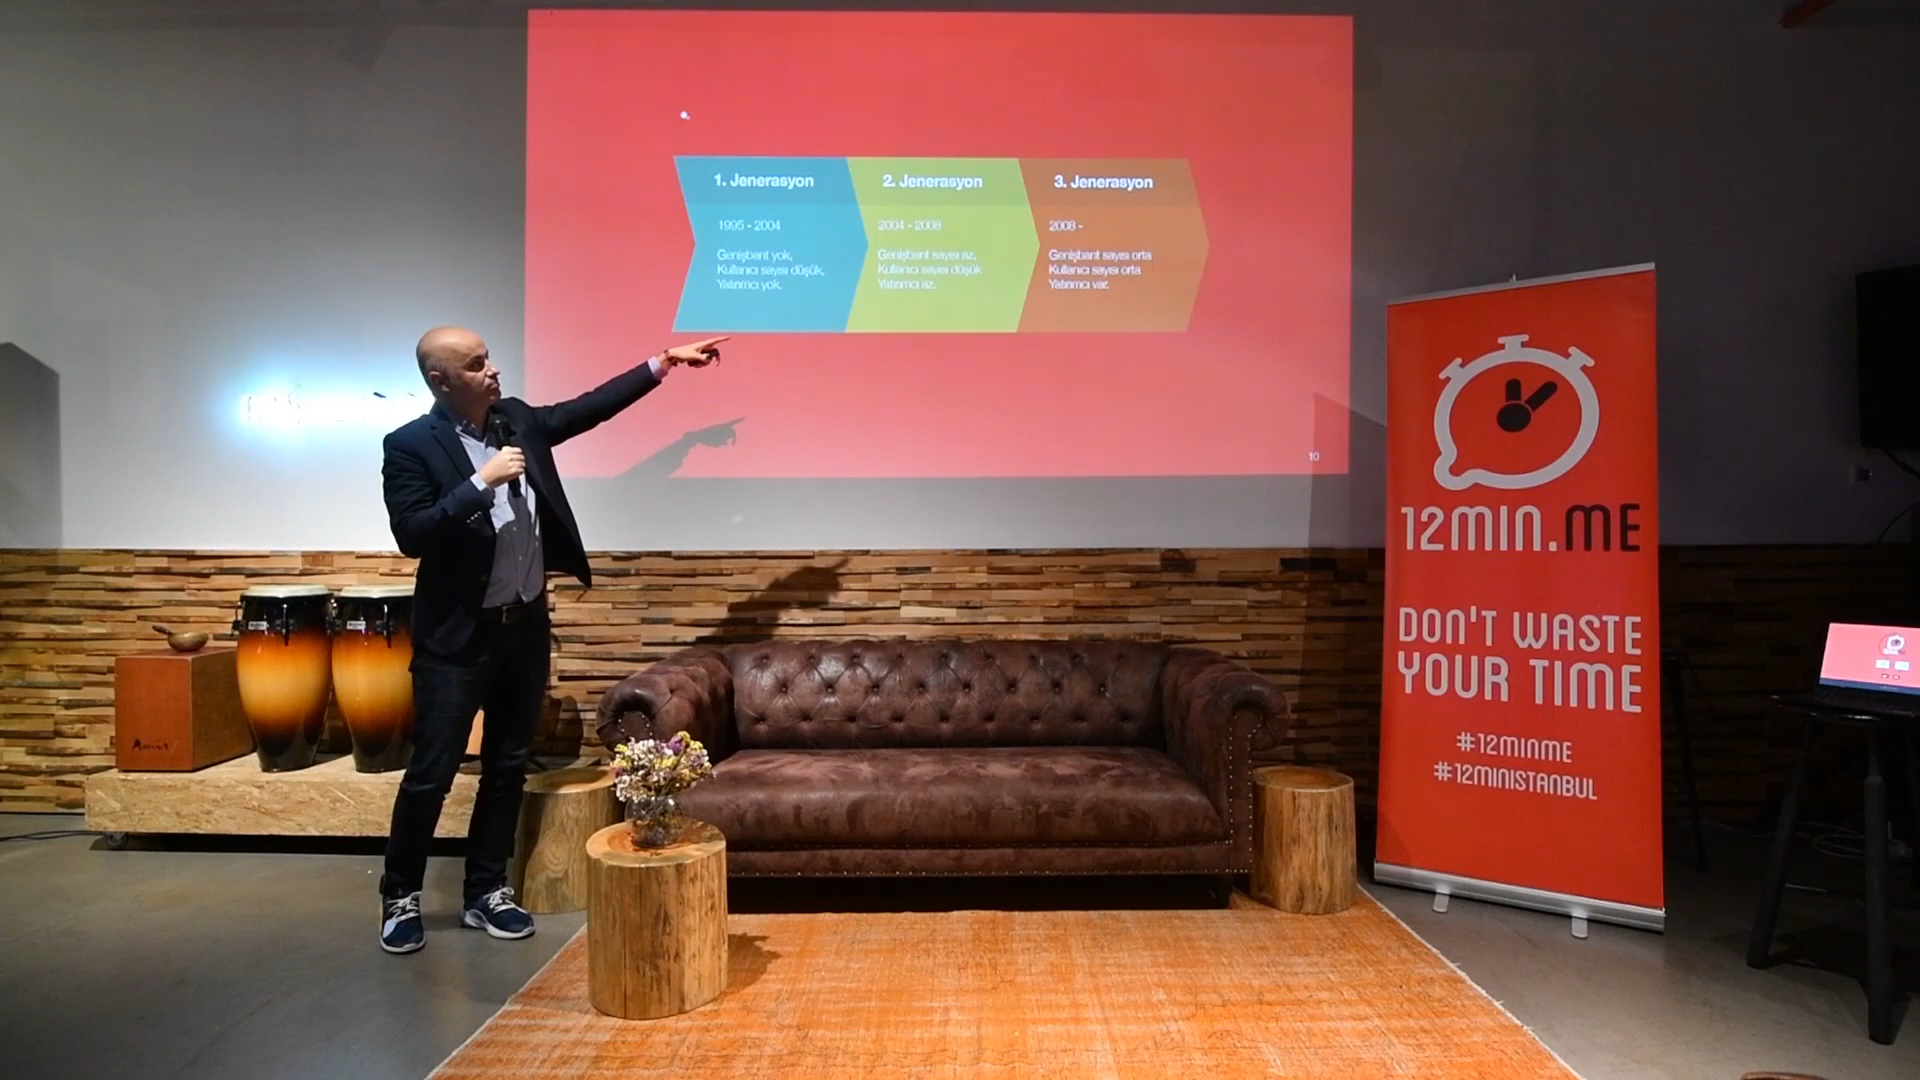 1. Jenerasyon
1995 - 2004
Genişbant yok,
Kullanıcı sayısı düşük,
Yatırımcı yok.
2. Jenerasyon
2004 - 2008
Genişbant sayısı az,
Kullanıcı sayısı düşük
Yatırımcı az.
3. Jenerasyon
2008 -
Genişbant sayısı orta
Kullanıcı sayısı orta
Yatırımcı var.
10
12MIN.ME
DON'T WASTE
YOUR TIME
#12MINME
#12MINISTANBUL